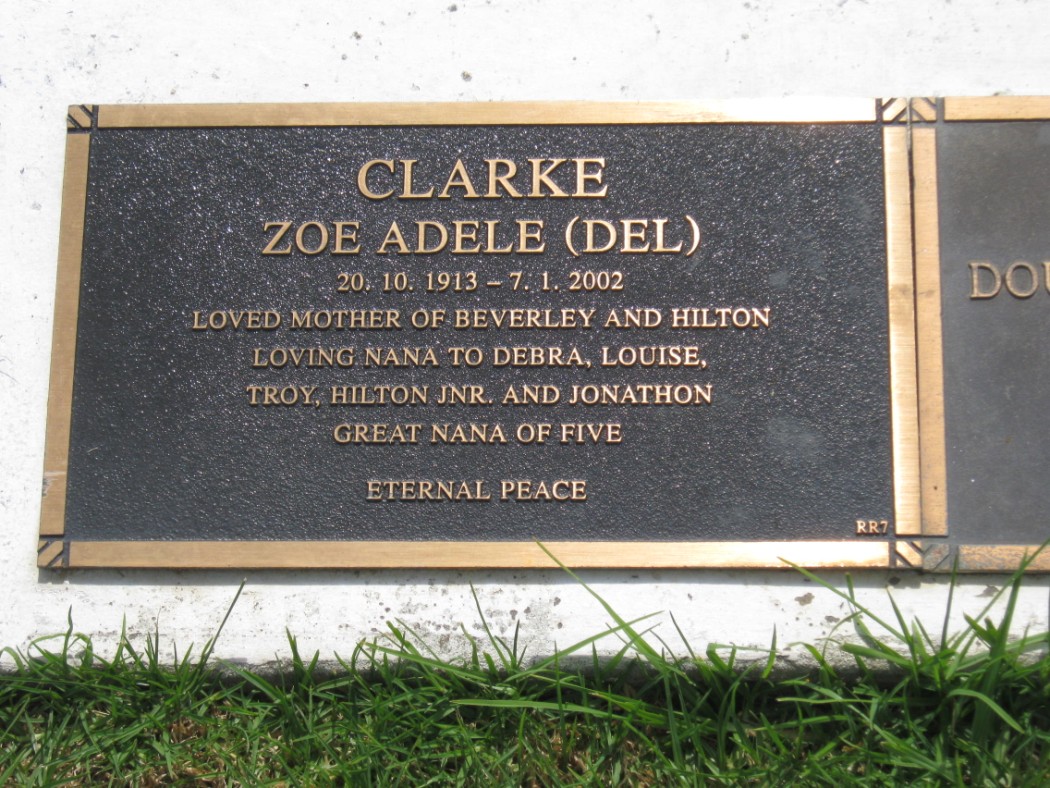 CLARKE
ZOE ADELE (DEL)
20. 10. 1913 – 7. 1. 2002
LOVED MOTHER OF BEVERLEY AND HILTON
LOVING NANA TO DEBRA, LOUISE,
TROY, HILTON JNR. AND JONATHON
GREAT NANA OF FIVE
ETERNAL PEACE
RR7